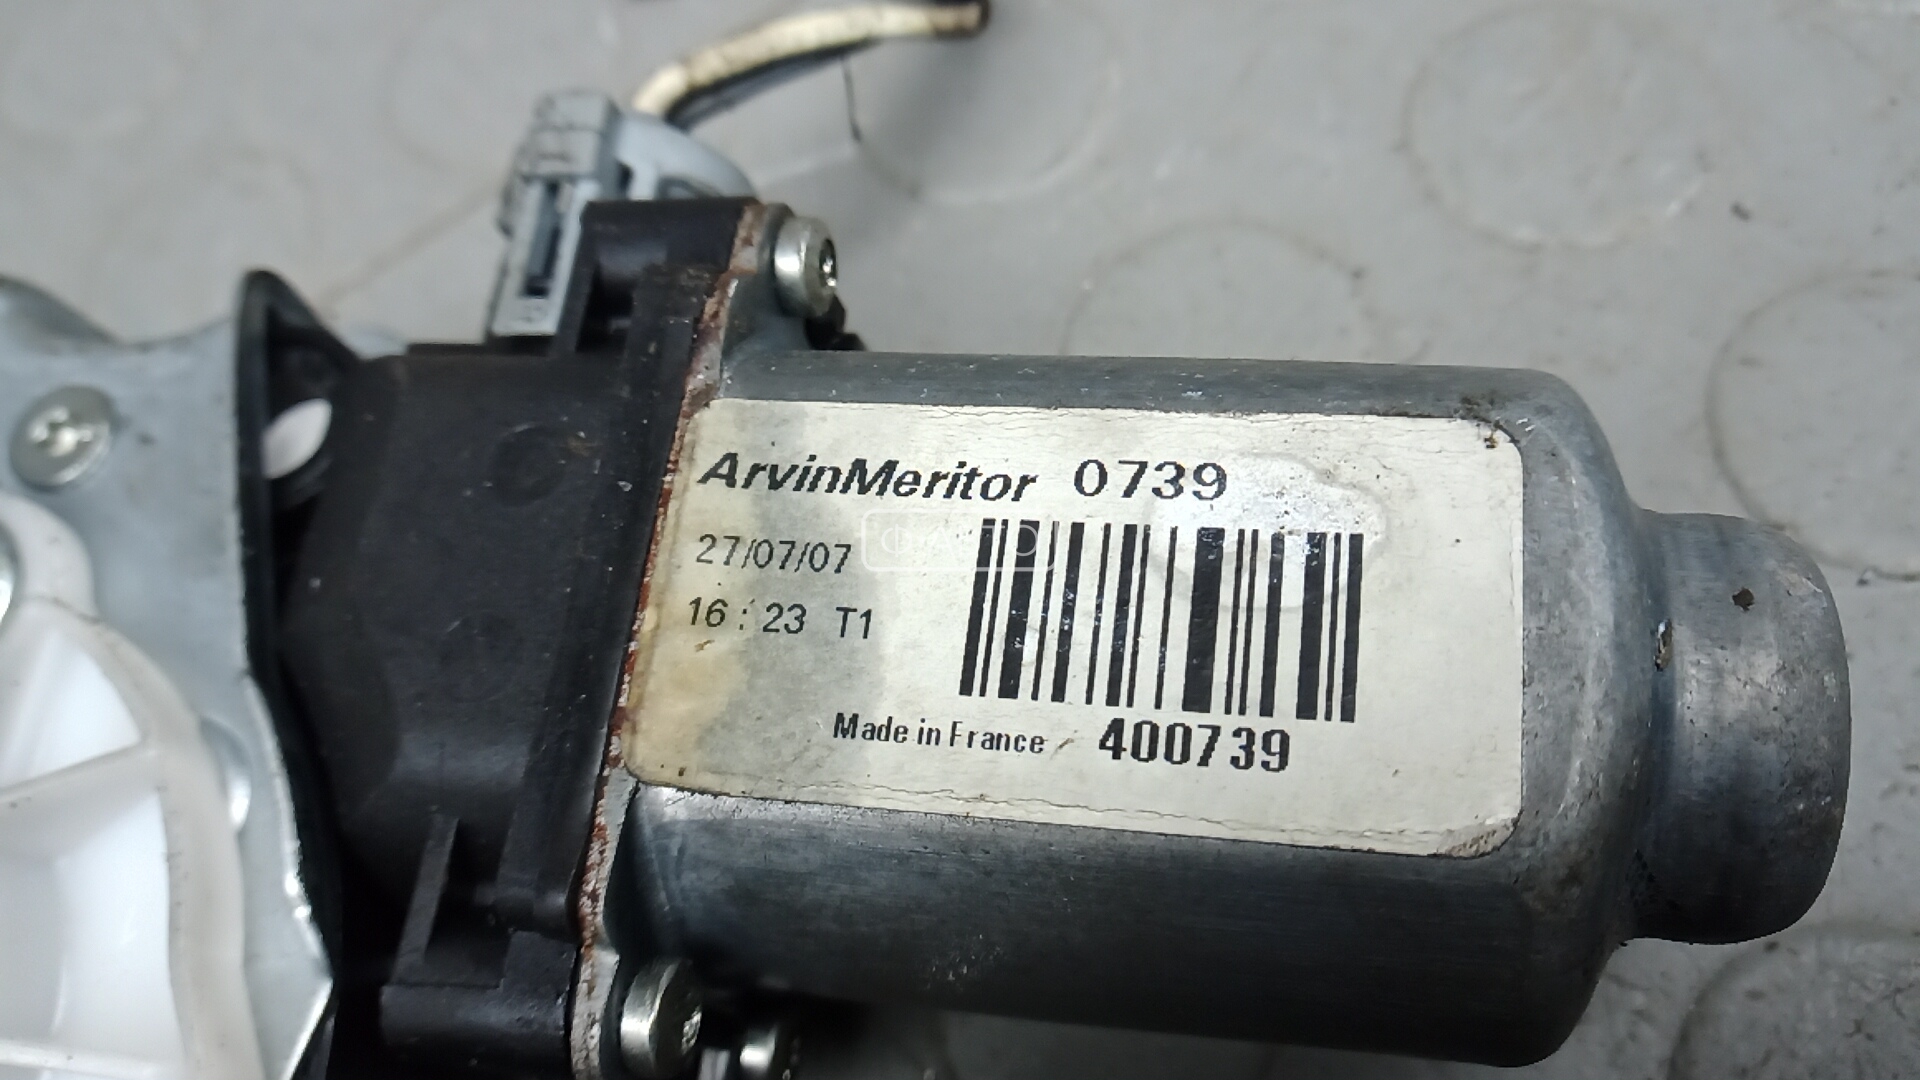 ArvinMeritor 0739
27/07/07
16:23 T1
Made in France 400739